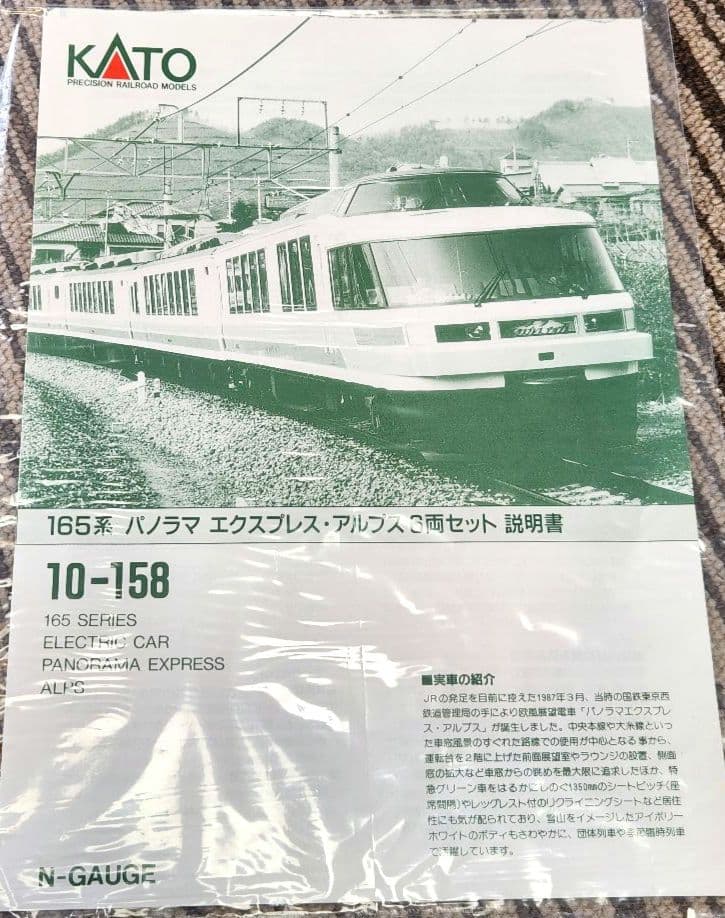 KATO
PRECISION RAILROAD MODELS
165系 パノラマ エクスプレス・アルプス6両セット 説明書
10-158
165 SERIES
ELECTRIC CAR
PANORAMA EXPRESS
ALPS
■実車の紹介
JRの発足を目前に控えた1987年3月、当時の国鉄東京西
鉄道管理局の手により欧風展望電車「パノラマエクスプレ
ス・アルプス」が誕生しました。中央本線や大糸線といっ
た車窓風景のすぐれた路線での使用が中心となる事から、
運転台を2階に上げた前面展望室やラウンジの設置、側面
窓の拡大など車窓からの眺めを最大限に追求したほか、特
急グリーン車をはるかにしのぐ1350mmのシートピッチ(座
席間隔)やレッグレスト付のリクライニングシートなど居住
性にも気が配られており、雪山をイメージしたアイボリー
ホワイトのボディもさわやかに、団体列車や臨時列車
で活躍しています。
N-GAUGE